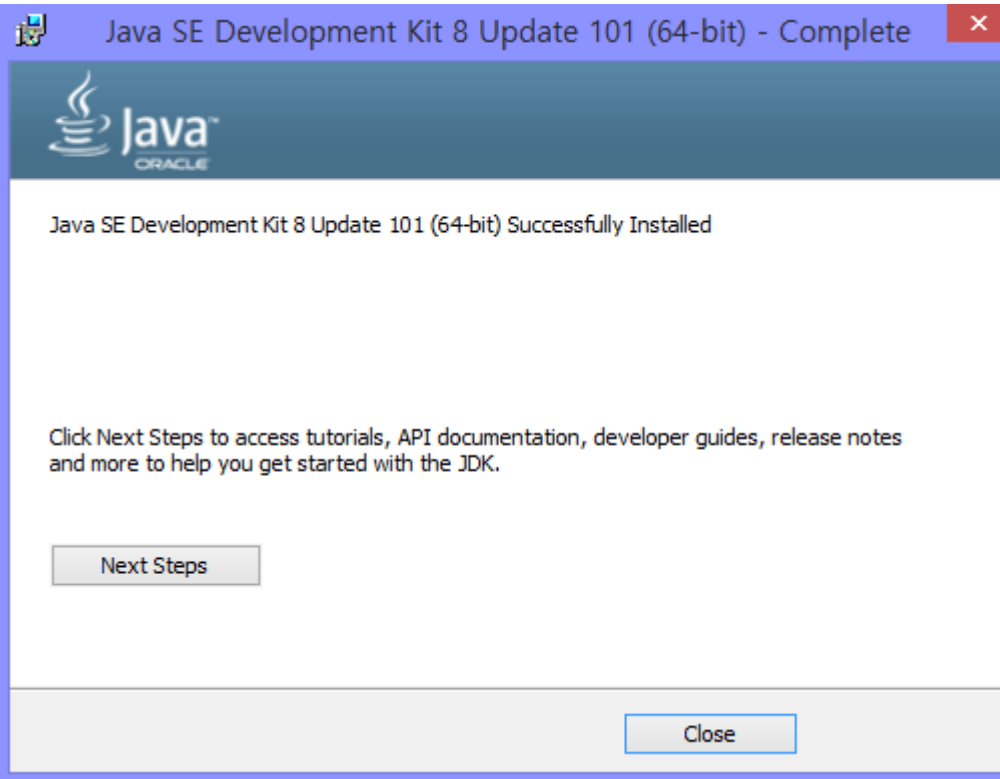 Java SE Development Kit 8 Update 101 (64-bit) - Complete
Java™
ORACLE
Java SE Development Kit 8 Update 101 (64-bit) Successfully Installed
Click Next Steps to access tutorials, API documentation, developer guides, release notes
and more to help you get started with the JDK.
Next Steps
Close